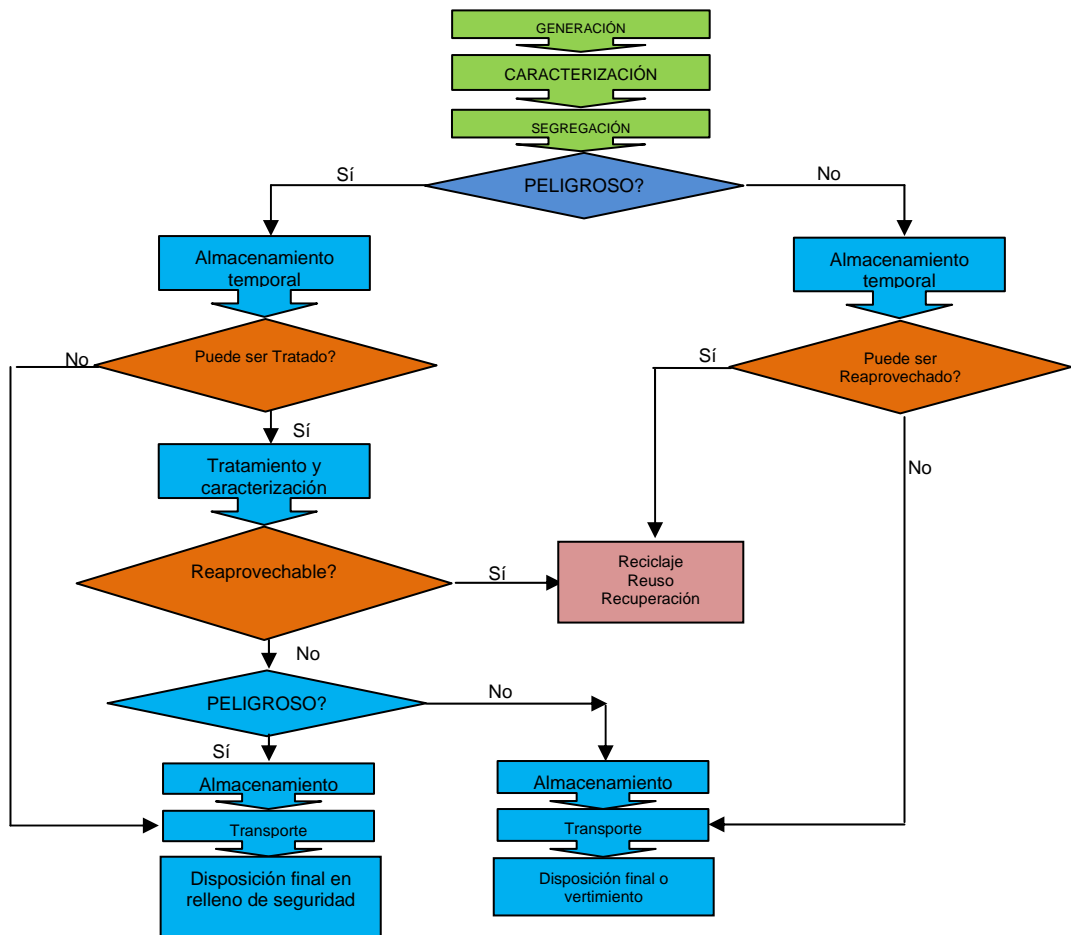 GENERACIÓN
CARACTERIZACIÓN
SEGREGACIÓN
PELIGROSO?
Sí
No
Almacenamiento
temporal
Almacenamiento
temporal
Puede ser Tratado?
No
Sí
Puede ser
Reaprovechado?
Sí
No
Tratamiento y
caracterización
Reaprovechable?
Sí
Reciclaje
Reuso
Recuperación
No
PELIGROSO?
No
Sí
Almacenamiento
Almacenamiento
Transporte
Transporte
Disposición final en
relleno de seguridad
Disposición final o
vertimiento